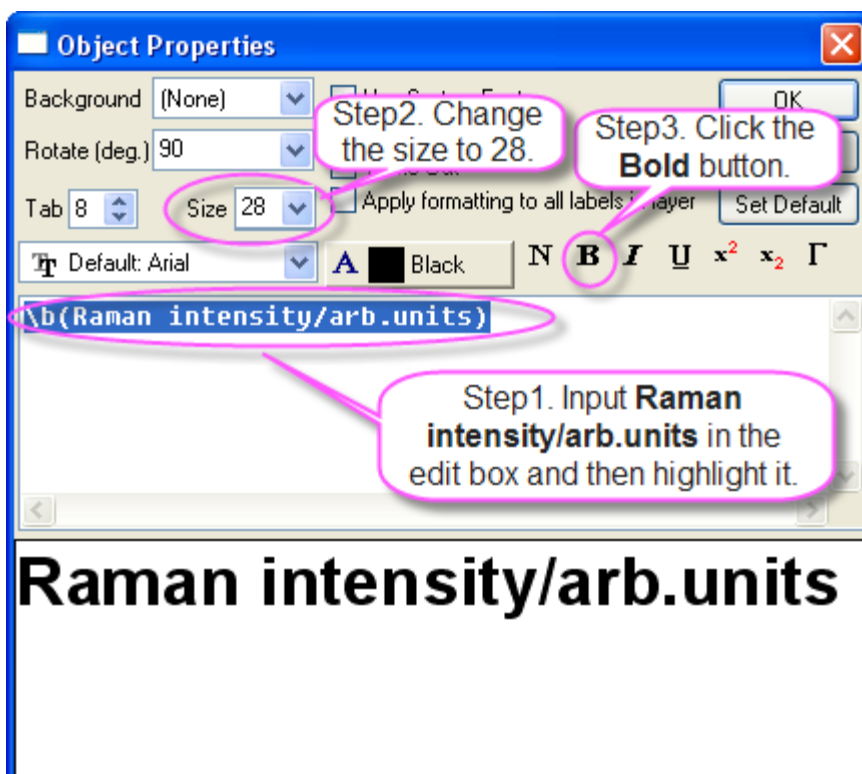 Object Properties
Background (None)
OK
Step2. Change
the size to 28.
Step3. Click the
Bold button.
Rotate (deg.) 90
Tab 8 Size 28 Apply formatting to all labels in layer Set Default
Default: Arial A Black N B I U x² x₂ Γ
\b(Raman intensity/arb.units)
Step1. Input Raman
intensity/arb.units in the
edit box and then highlight it.
Raman intensity/arb.units